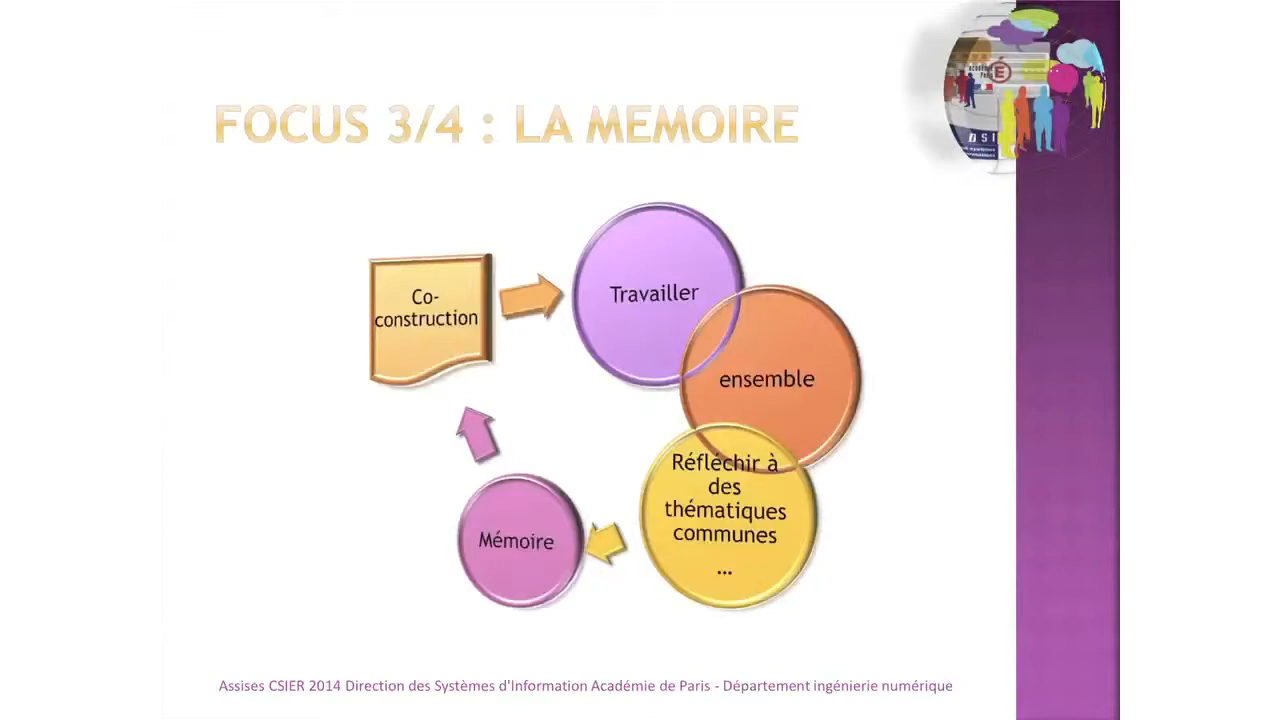 FOCUS 3/4 : LA MEMOIRE
Co-
construction
Travailler
ensemble
Réfléchir à
des
thématiques
communes
...
Mémoire
Assises CSIER 2014 Direction des Systèmes d'Information Académie de Paris - Département ingénierie numérique